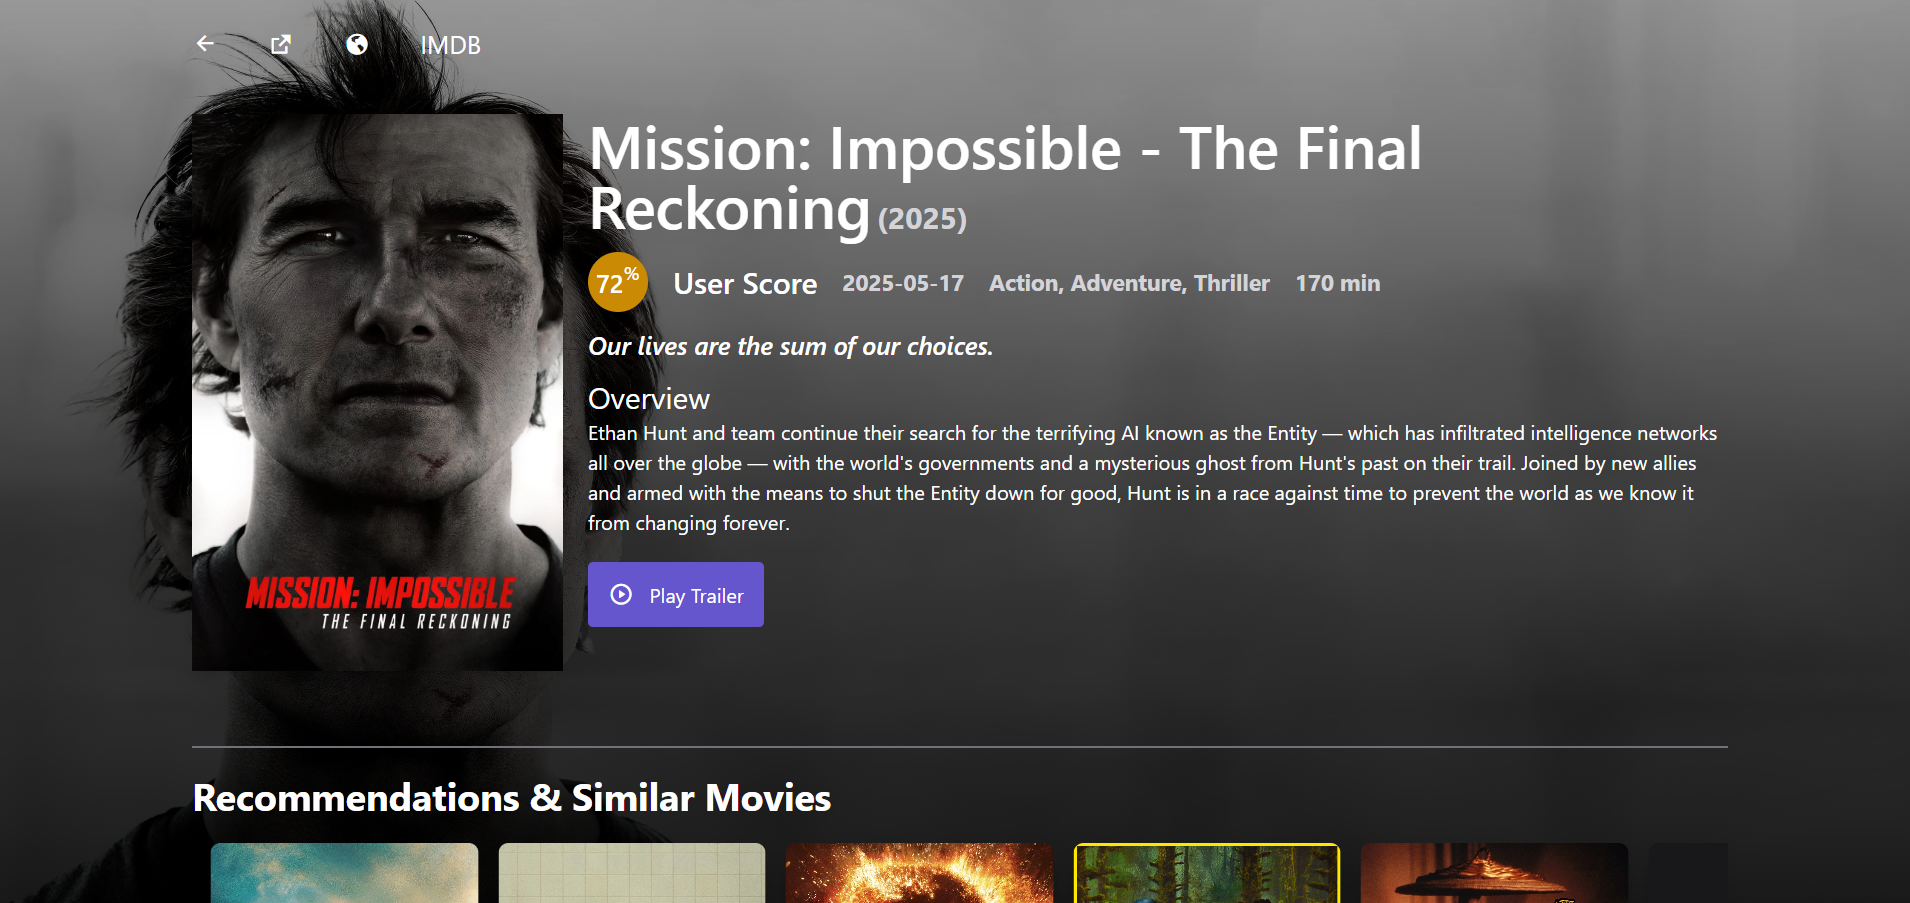 IMDB
Mission: Impossible - The Final
Reckoning (2025)
72% User Score 2025-05-17 Action, Adventure, Thriller 170 min
Our lives are the sum of our choices.
Overview
Ethan Hunt and team continue their search for the terrifying AI known as the Entity — which has infiltrated intelligence networks
all over the globe — with the world's governments and a mysterious ghost from Hunt's past on their trail. Joined by new allies
and armed with the means to shut the Entity down for good, Hunt is in a race against time to prevent the world as we know it
from changing forever.
Play Trailer
MISSION: IMPOSSIBLE
THE FINAL RECKONING
Recommendations & Similar Movies